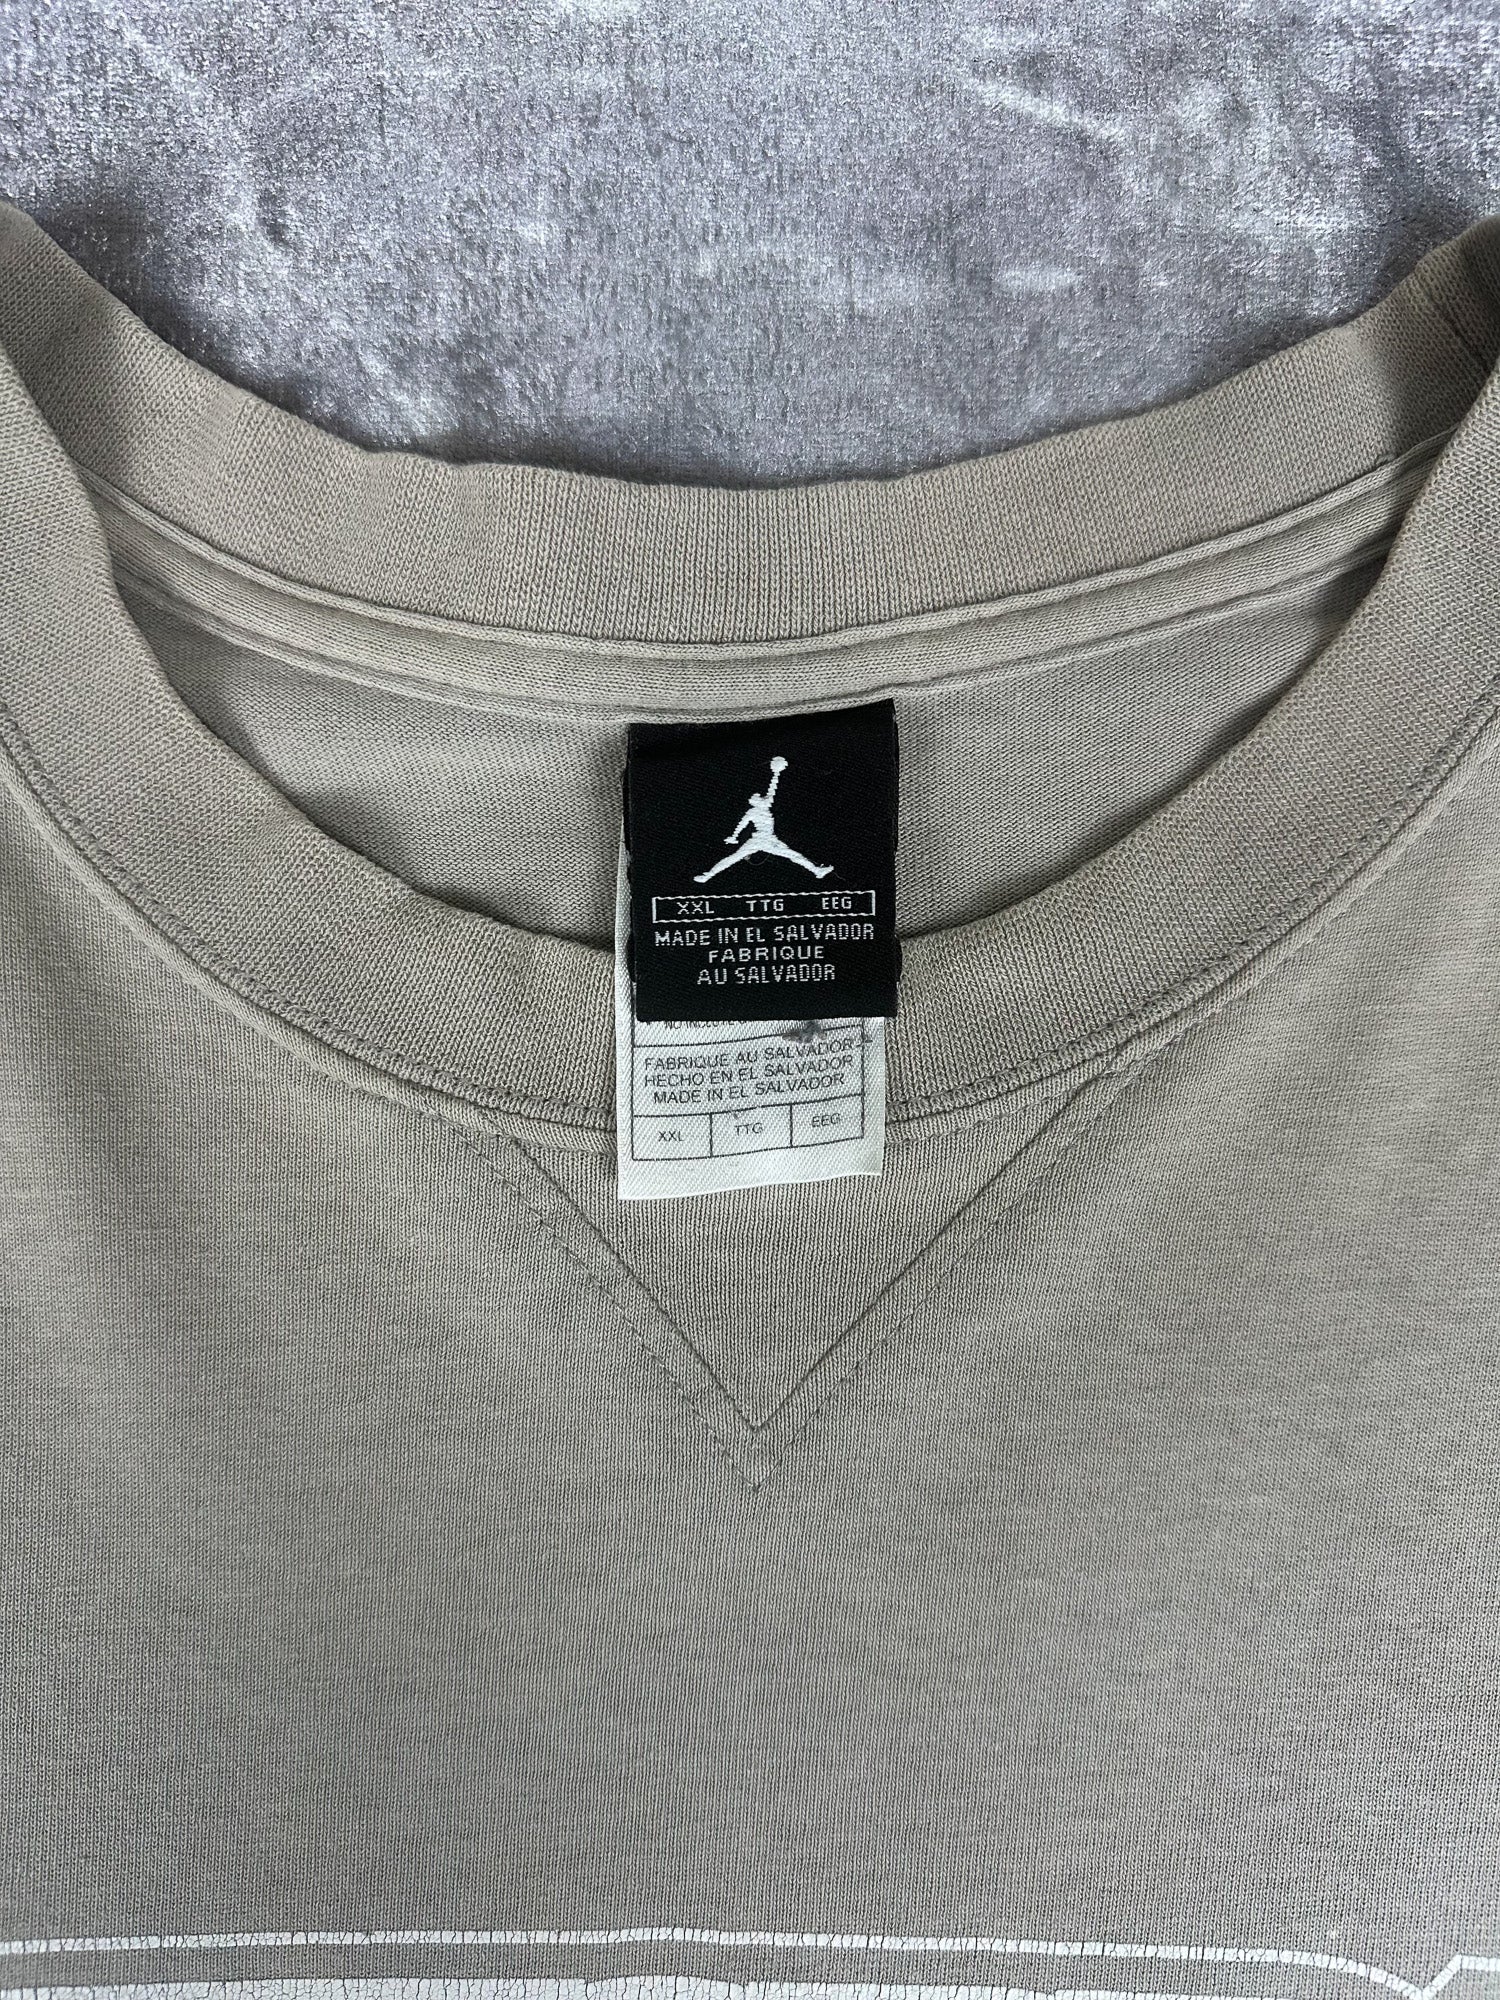 XXL TTG EEG
MADE IN EL SALVADOR
FABRIQUE
AU SALVADOR
FABRIQUE AU SALVADOR
HECHO EN EL SALVADOR
MADE IN EL SALVADOR
XXL TTG EEG